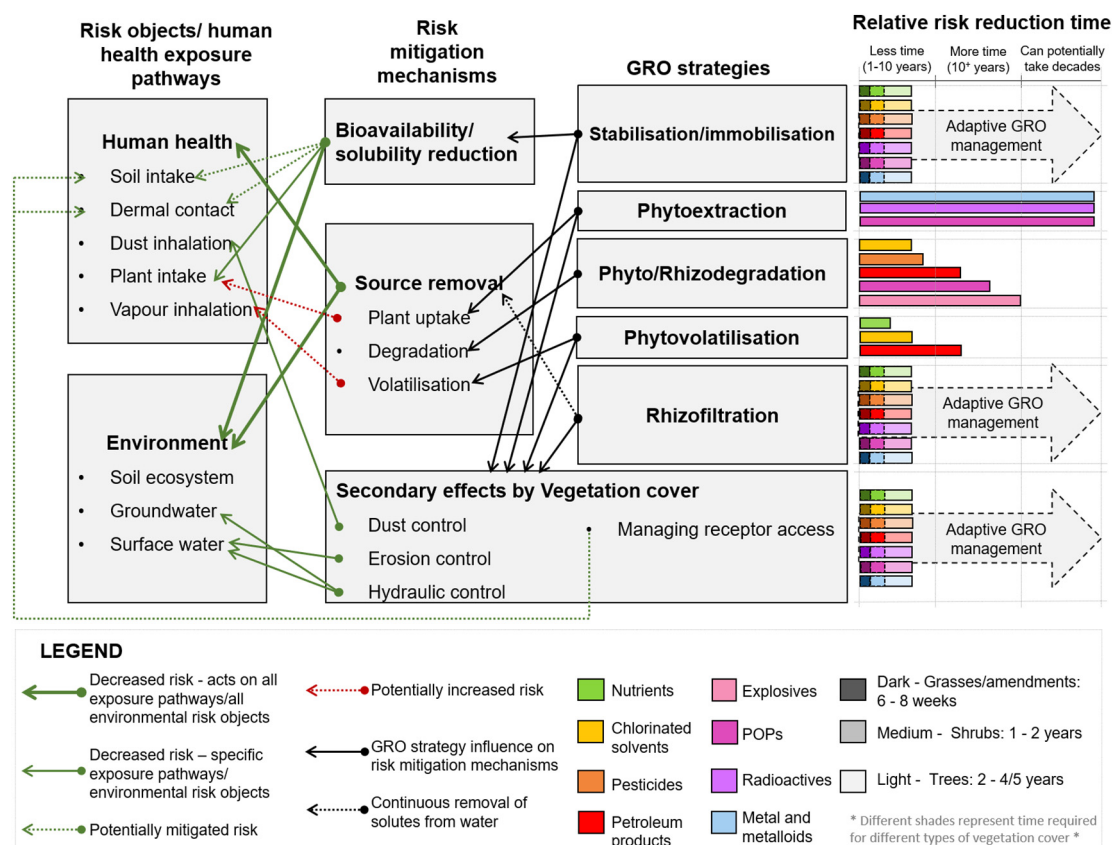 Risk objects/ human
health exposure
pathways
Risk
mitigation
mechanisms
GRO strategies
Relative risk reduction time
Less time
(1-10 years)
More time
(10⁺ years)
Can potentially
take decades
Human health
• Soil intake
• Dermal contact
• Dust inhalation
• Plant intake
• Vapour inhalation
Environment
• Soil ecosystem
• Groundwater
• Surface water
Bioavailability/
solubility reduction
Source removal
Plant uptake
• Degradation
Volatilisation
Secondary effects by Vegetation cover
Dust control
Erosion control
Hydraulic control
• Managing receptor access
Stabilisation/immobilisation
Phytoextraction
Phyto/Rhizodegradation
Phytovolatilisation
Rhizofiltration
Adaptive GRO
management
Adaptive GRO
management
Adaptive GRO
management
LEGEND
Decreased risk - acts on all
exposure pathways/all
environmental risk objects
Decreased risk – specific
exposure pathways/
environmental risk objects
Potentially mitigated risk
Potentially increased risk
GRO strategy influence on
risk mitigation mechanisms
Continuous removal of
solutes from water
Nutrients
Chlorinated
solvents
Pesticides
Petroleum
products
Explosives
POPs
Radioactives
Metal and
metalloids
Dark - Grasses/amendments:
6 - 8 weeks
Medium - Shrubs: 1 - 2 years
Light - Trees: 2 - 4/5 years
* Different shades represent time required
for different types of vegetation cover *